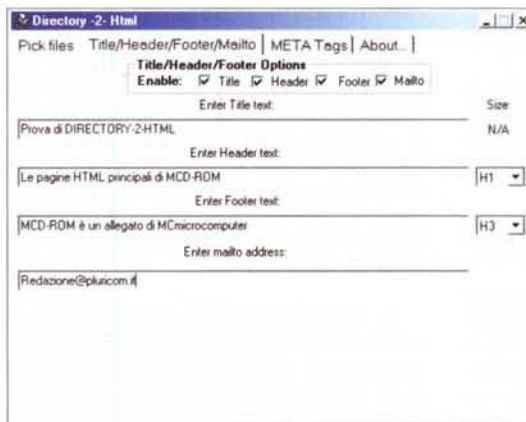 Directory -2- Html
Pick files Title/Header/Footer/Mailto META Tags About...
Title/Header/Footer Options
Enable: Title Header Footer Mailto
Enter Title text: Size:
Prova di DIRECTORY-2-HTML N/A
Enter Header text:
Le pagine HTML principali di MCD-ROM H1
Enter Footer text:
MCD-ROM è un allegato di MCmicrocomputer H3
Enter mailto address:
Redazione@pluricom.it